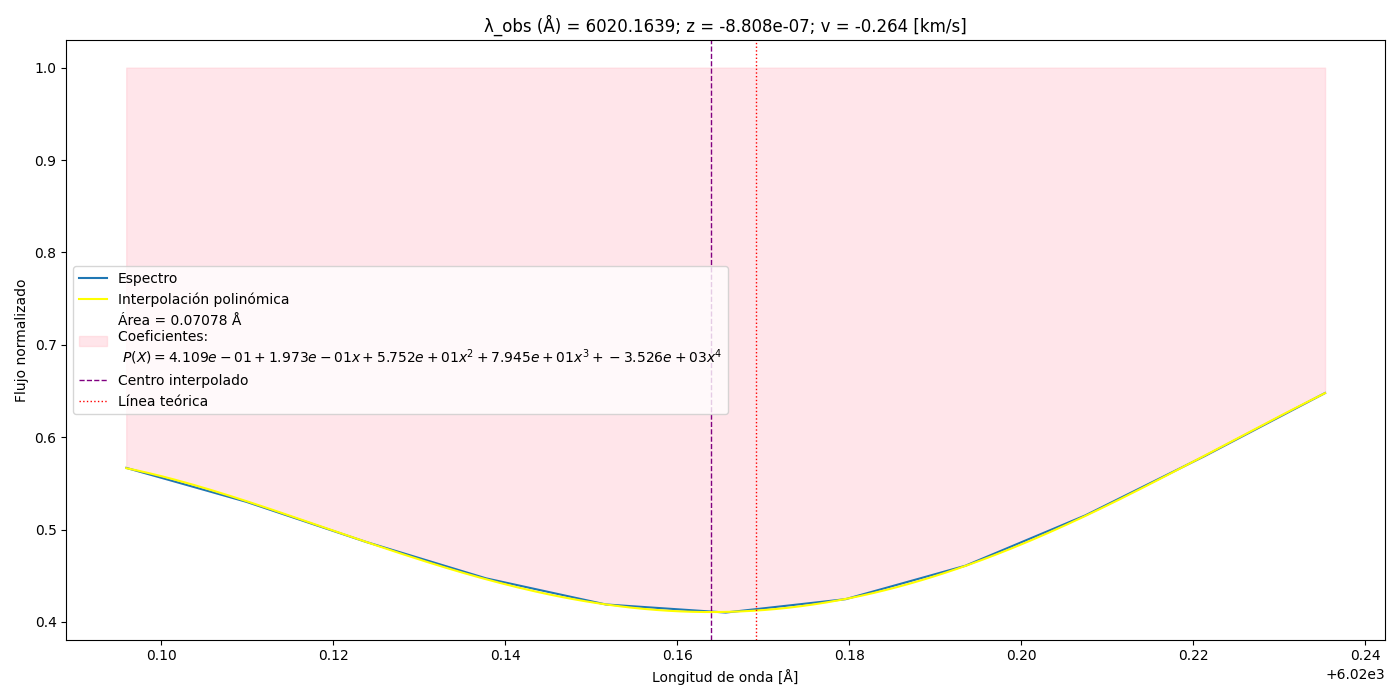 λ_obs (Å) = 6020.1639; z = -8.808e-07; v = -0.264 [km/s]
Flujo normalizado
1.0
0.9
0.8
0.7
0.6
0.5
0.4
Espectro
Interpolación polinómica
Área = 0.07078 Å
Coeficientes:
P(X) = 4.109e − 01 + 1.973e − 01x + 5.752e + 01x² + 7.945e + 01x³ + −3.526e + 03x⁴
Centro interpolado
Línea teórica
0.10 0.12 0.14 0.16 0.18 0.20 0.22 0.24
+6.02e3
Longitud de onda [Å]